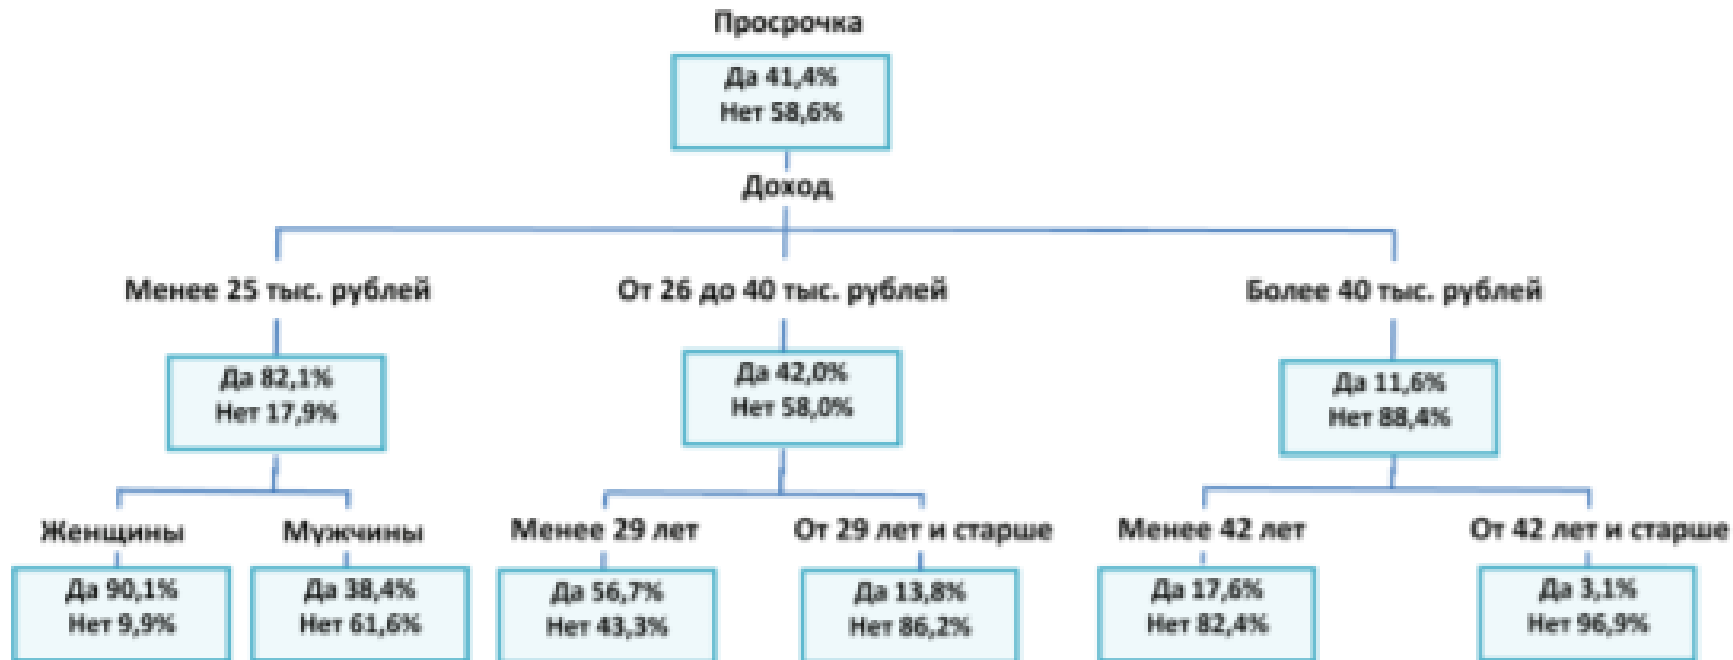 Просрочка
Да 41,4%
Нет 58,6%
Доход
Менее 25 тыс. рублей
От 26 до 40 тыс. рублей
Более 40 тыс. рублей
Да 82,1%
Нет 17,9%
Да 42,0%
Нет 58,0%
Да 11,6%
Нет 88,4%
Женщины
Мужчины
Менее 29 лет
От 29 лет и старше
Менее 42 лет
От 42 лет и старше
Да 90,1%
Нет 9,9%
Да 38,4%
Нет 61,6%
Да 56,7%
Нет 43,3%
Да 13,8%
Нет 86,2%
Да 17,6%
Нет 82,4%
Да 3,1%
Нет 96,9%